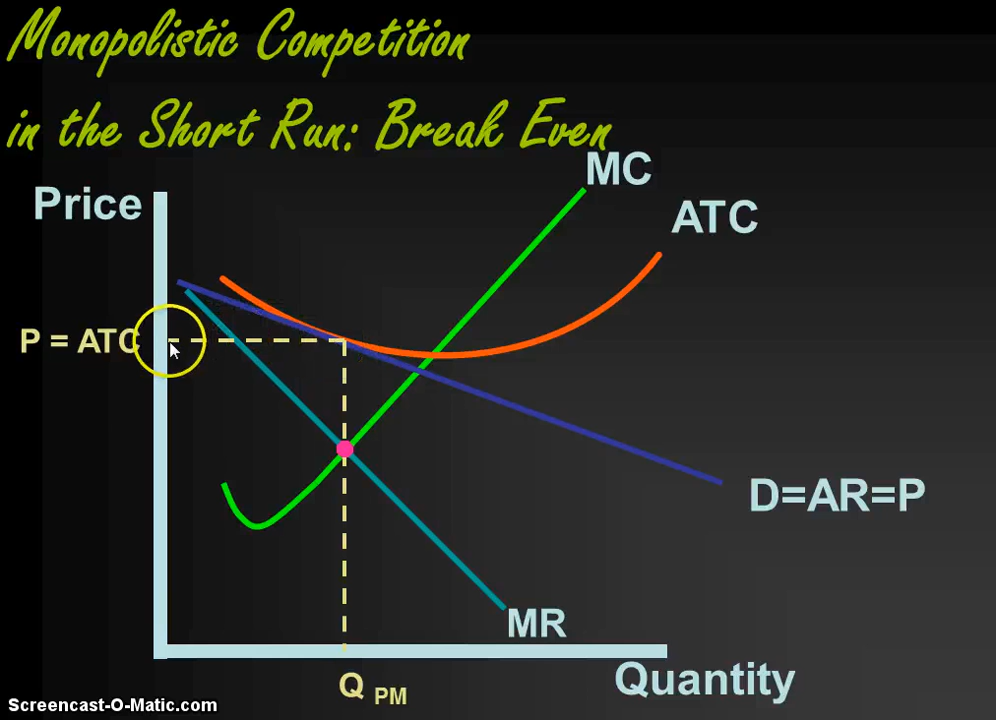 Monopolistic Competition
in the Short Run: Break Even
MC
Price
ATC
P = ATC
D=AR=P
MR
Quantity
Q PM
Screencast-O-Matic.com